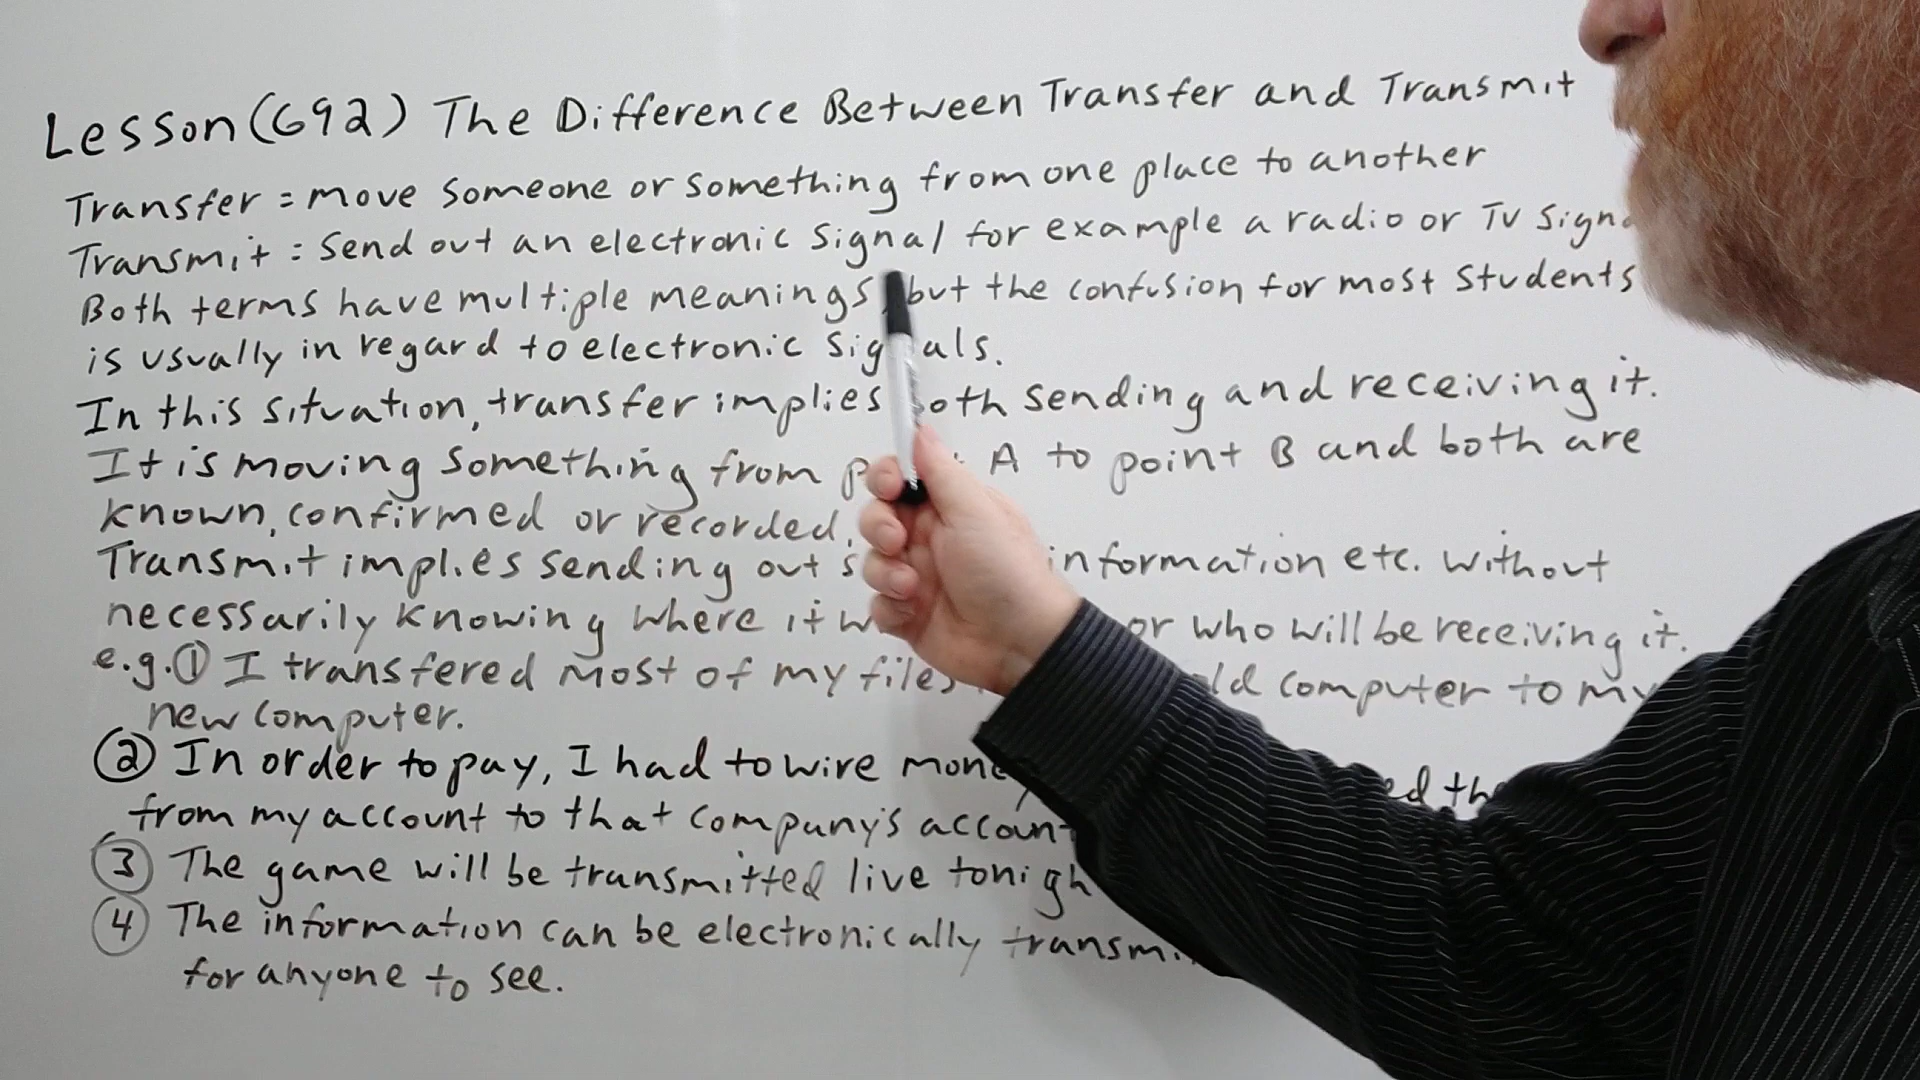 Lesson (692) The Difference Between Transfer and Transmit
Transfer = move someone or something from one place to another
Transmit = send out an electronic signal for example a radio or TV
Both terms have multiple meanings, but the confusion for most students
is usually in regard to electronic
In this situation, transfer implies both sending and receiving it.
It is moving something from A to point B and both are
known, confirmed or recorded.
Transmit implies sending out information etc. without
necessarily knowing where it or who will be receiving it.
e.g. ① I transfered most of my files computer to my
new computer.
② In order to pay, I had to wire
from my account to that company's account
③ The game will be transmitted live
④ The information can be electronically
for anyone to see.